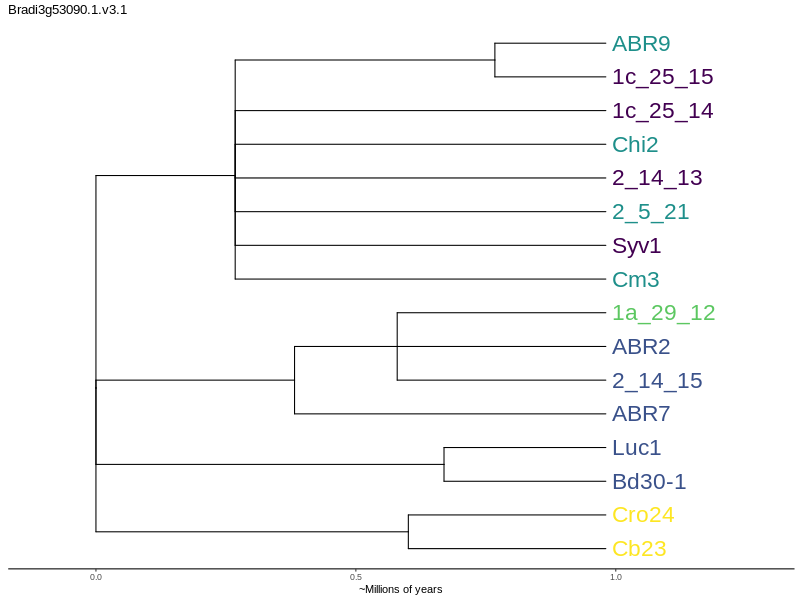 Bradi3g53090.1.v3.1
ABR9
1c_25_15
1c_25_14
Chi2
2_14_13
2_5_21
Syv1
Cm3
1a_29_12
ABR2
2_14_15
ABR7
Luc1
Bd30-1
Cro24
Cb23
0.0 0.5 1.0
~Millions of years